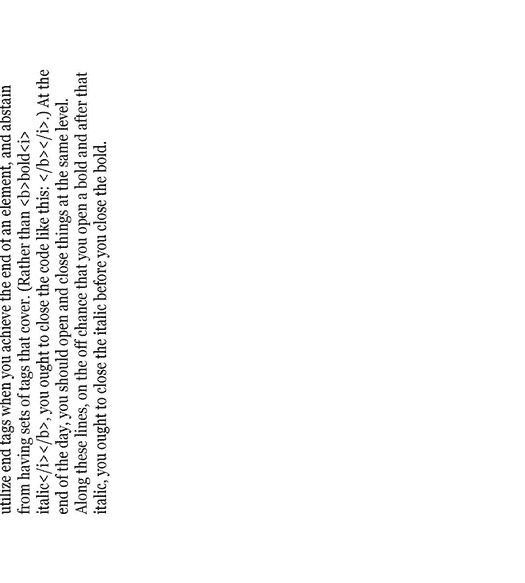 utilize end tags when you achieve the end of an element, and abstain
from having sets of tags that cover. (Rather than <b>bold<i>
italic</i></b>, you ought to close the code like this: </b></i>.) At the
end of the day, you should open and close things at the same level.
Along these lines, on the off chance that you open a bold and after that
italic, you ought to close the italic before you close the bold.